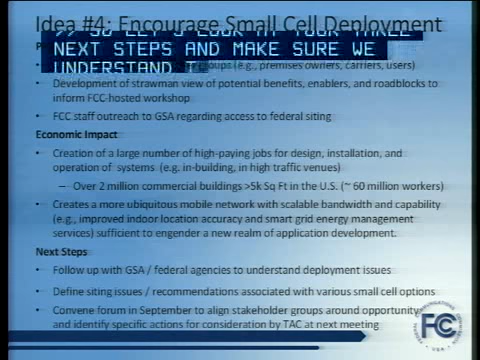 Idea #4: Encourage Small Cell Deployment
>> SO LET'S LOOK AT YOUR THREE
NEXT STEPS AND MAKE SURE WE
UNDERSTAND
groups (e.g., premises owners, carriers, users)
• Development of strawman view of potential benefits, enablers, and roadblocks to
inform FCC-hosted workshop
• FCC staff outreach to GSA regarding access to federal siting
Economic Impact
• Creation of a large number of high-paying jobs for design, installation, and
operation of systems (e.g. in-building, in high traffic venues)
– Over 2 million commercial buildings >5k Sq Ft in the U.S. (~ 60 million workers)
• Creates a more ubiquitous mobile network with scalable bandwidth and capability
(e.g., improved indoor location accuracy and smart grid energy management
services) sufficient to engender a new realm of application development.
Next Steps
• Follow up with GSA / federal agencies to understand deployment issues
• Define siting issues / recommendations associated with various small cell options
• Convene forum in September to align stakeholder groups around opportunity
and identify specific actions for consideration by TAC at next meeting
FCC
USA